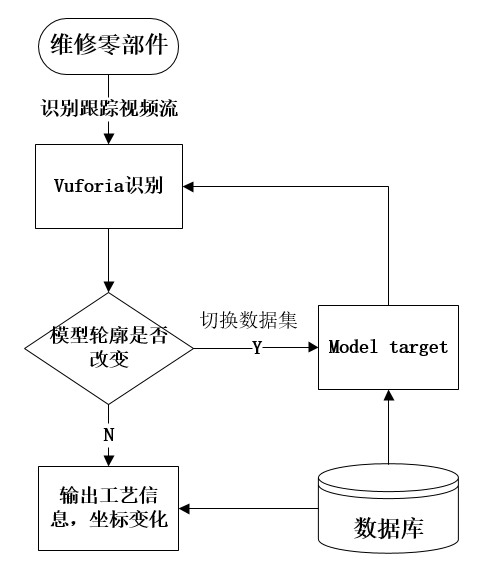 维修零部件
识别跟踪视频流
Vuforia识别
模型轮廓是否
改变
切换数据集
Y
Model target
N
输出工艺信
息，坐标变化
数据库